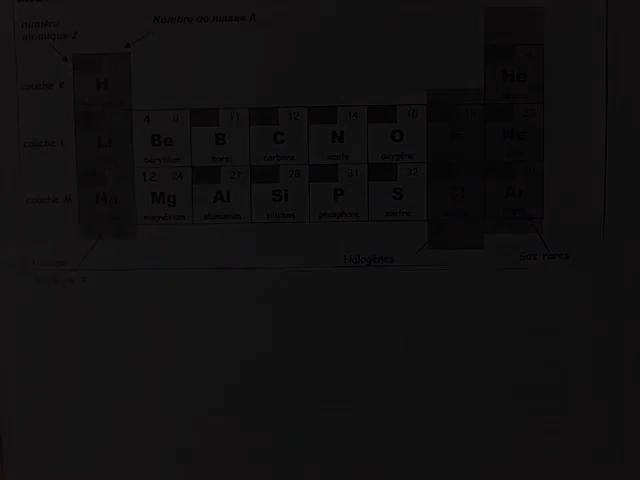 numéro
atomique Z
Nombre de masse A
couche K
H
He
couche L
Li
4 9
Be
béryllium
11
B
bore
12
C
carbone
14
N
azote
16
O
oxygène
F
Ne
couche M
Na
12 24
Mg
magnésium
27
Al
aluminium
28
Si
silicium
31
P
phosphore
32
S
soufre
Cl
Ar
Halogènes
Gaz rares